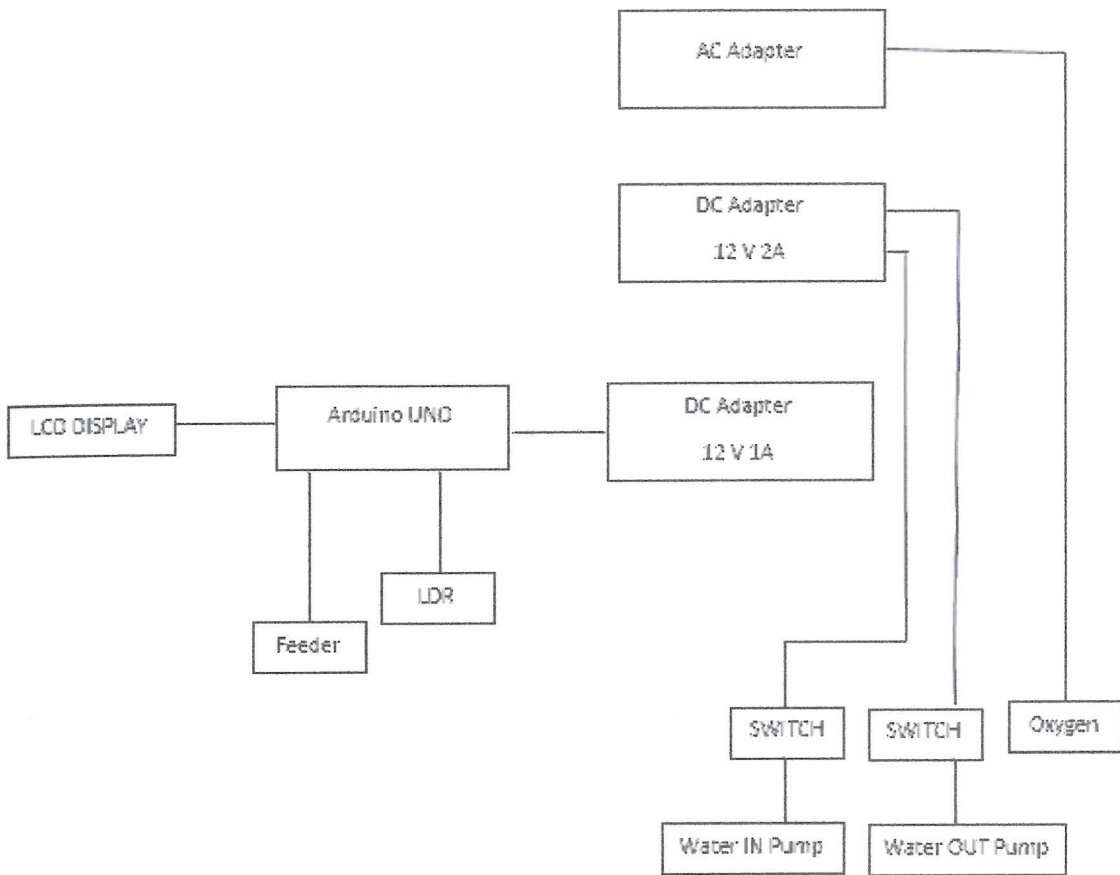 AC Adapter
DC Adapter
12 V 2A
LCD DISPLAY
Arduino UNO
DC Adapter
12 V 1A
LDR
Feeder
SWITCH
SWITCH
Oxygen
Water IN Pump
Water OUT Pump